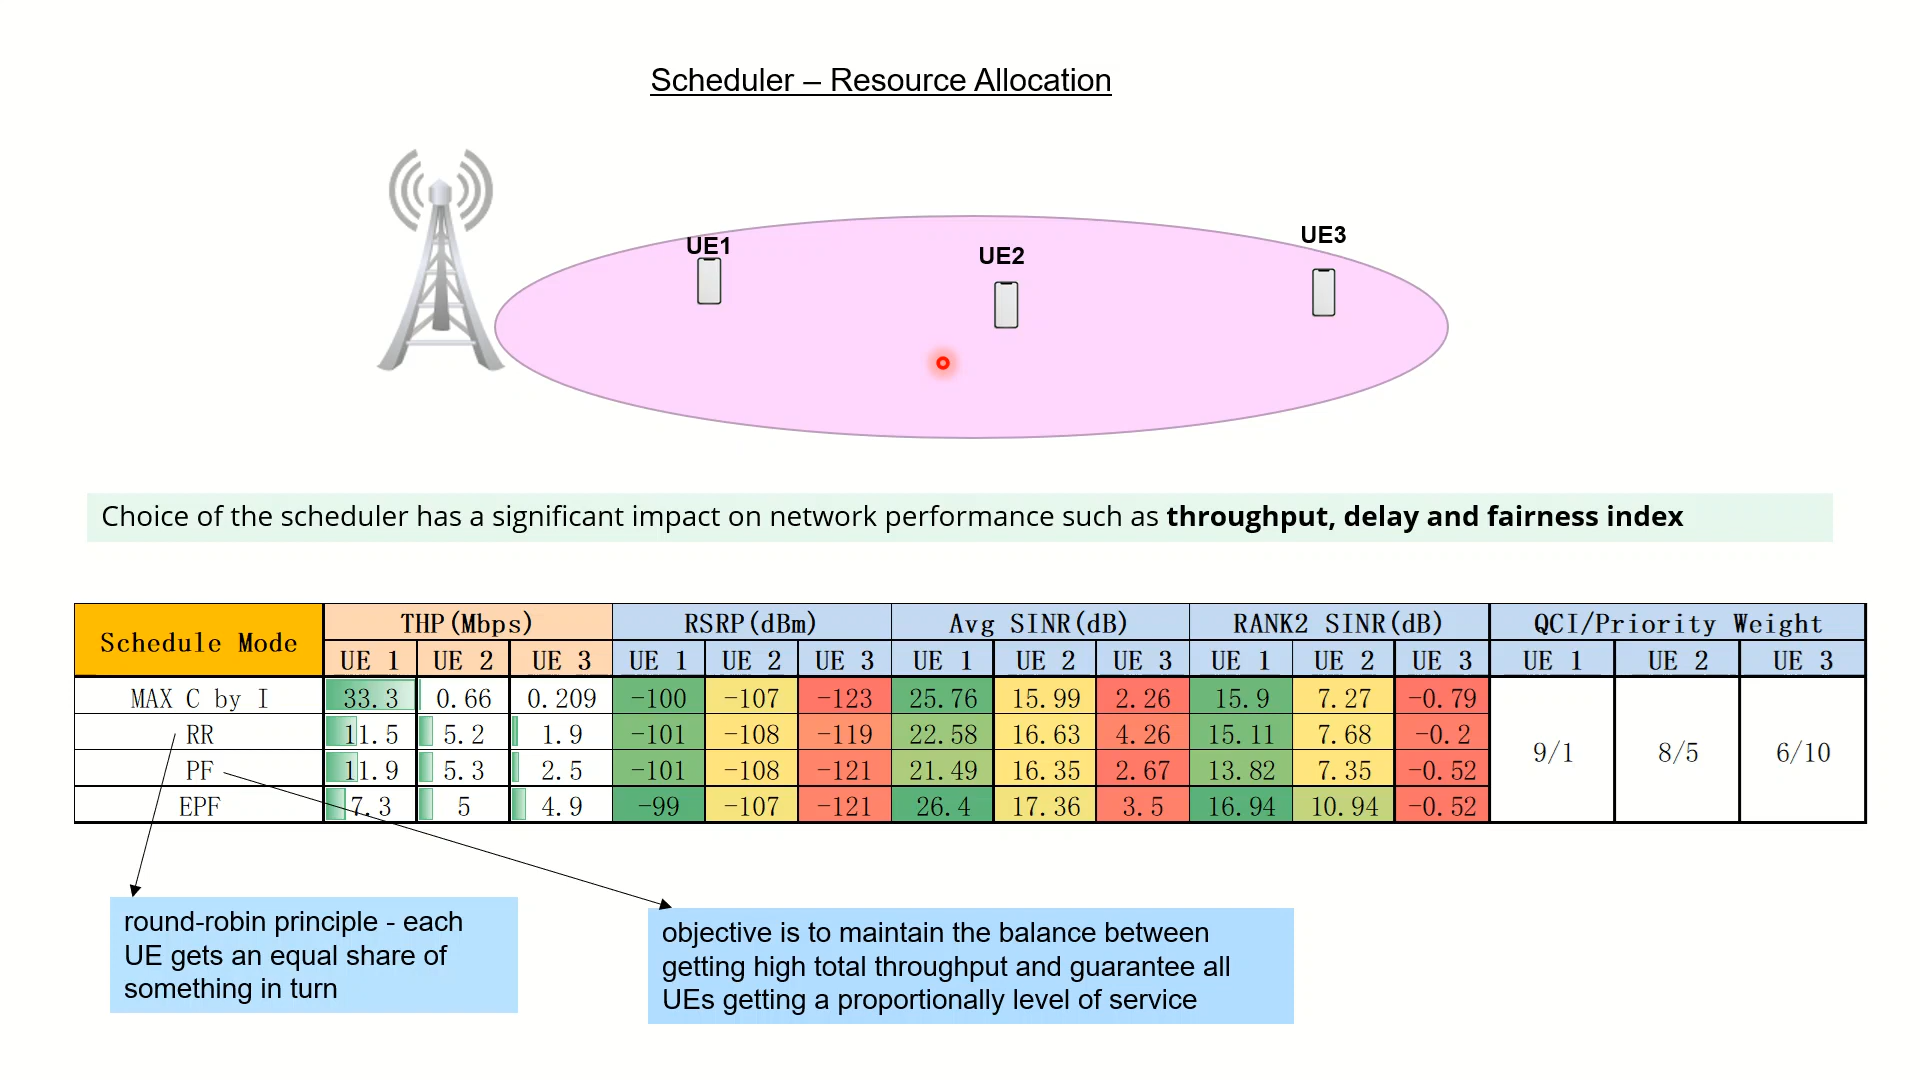 Scheduler – Resource Allocation
UE1
UE2
UE3
Choice of the scheduler has a significant impact on network performance such as throughput, delay and fairness index
Schedule Mode THP(Mbps) RSRP(dBm) Avg SINR(dB) RANK2 SINR(dB) QCI/Priority Weight
UE 1 UE 2 UE 3 UE 1 UE 2 UE 3 UE 1 UE 2 UE 3 UE 1 UE 2 UE 3 UE 1 UE 2 UE 3
MAX C by I 33.3 0.66 0.209 -100 -107 -123 25.76 15.99 2.26 15.9 7.27 -0.79
RR 11.5 5.2 1.9 -101 -108 -119 22.58 16.63 4.26 15.11 7.68 -0.2
9/1 8/5 6/10
PF 11.9 5.3 2.5 -101 -108 -121 21.49 16.35 2.67 13.82 7.35 -0.52
EPF 7.3 5 4.9 -99 -107 -121 26.4 17.36 3.5 16.94 10.94 -0.52
round-robin principle - each
UE gets an equal share of
something in turn
objective is to maintain the balance between
getting high total throughput and guarantee all
UEs getting a proportionally level of service